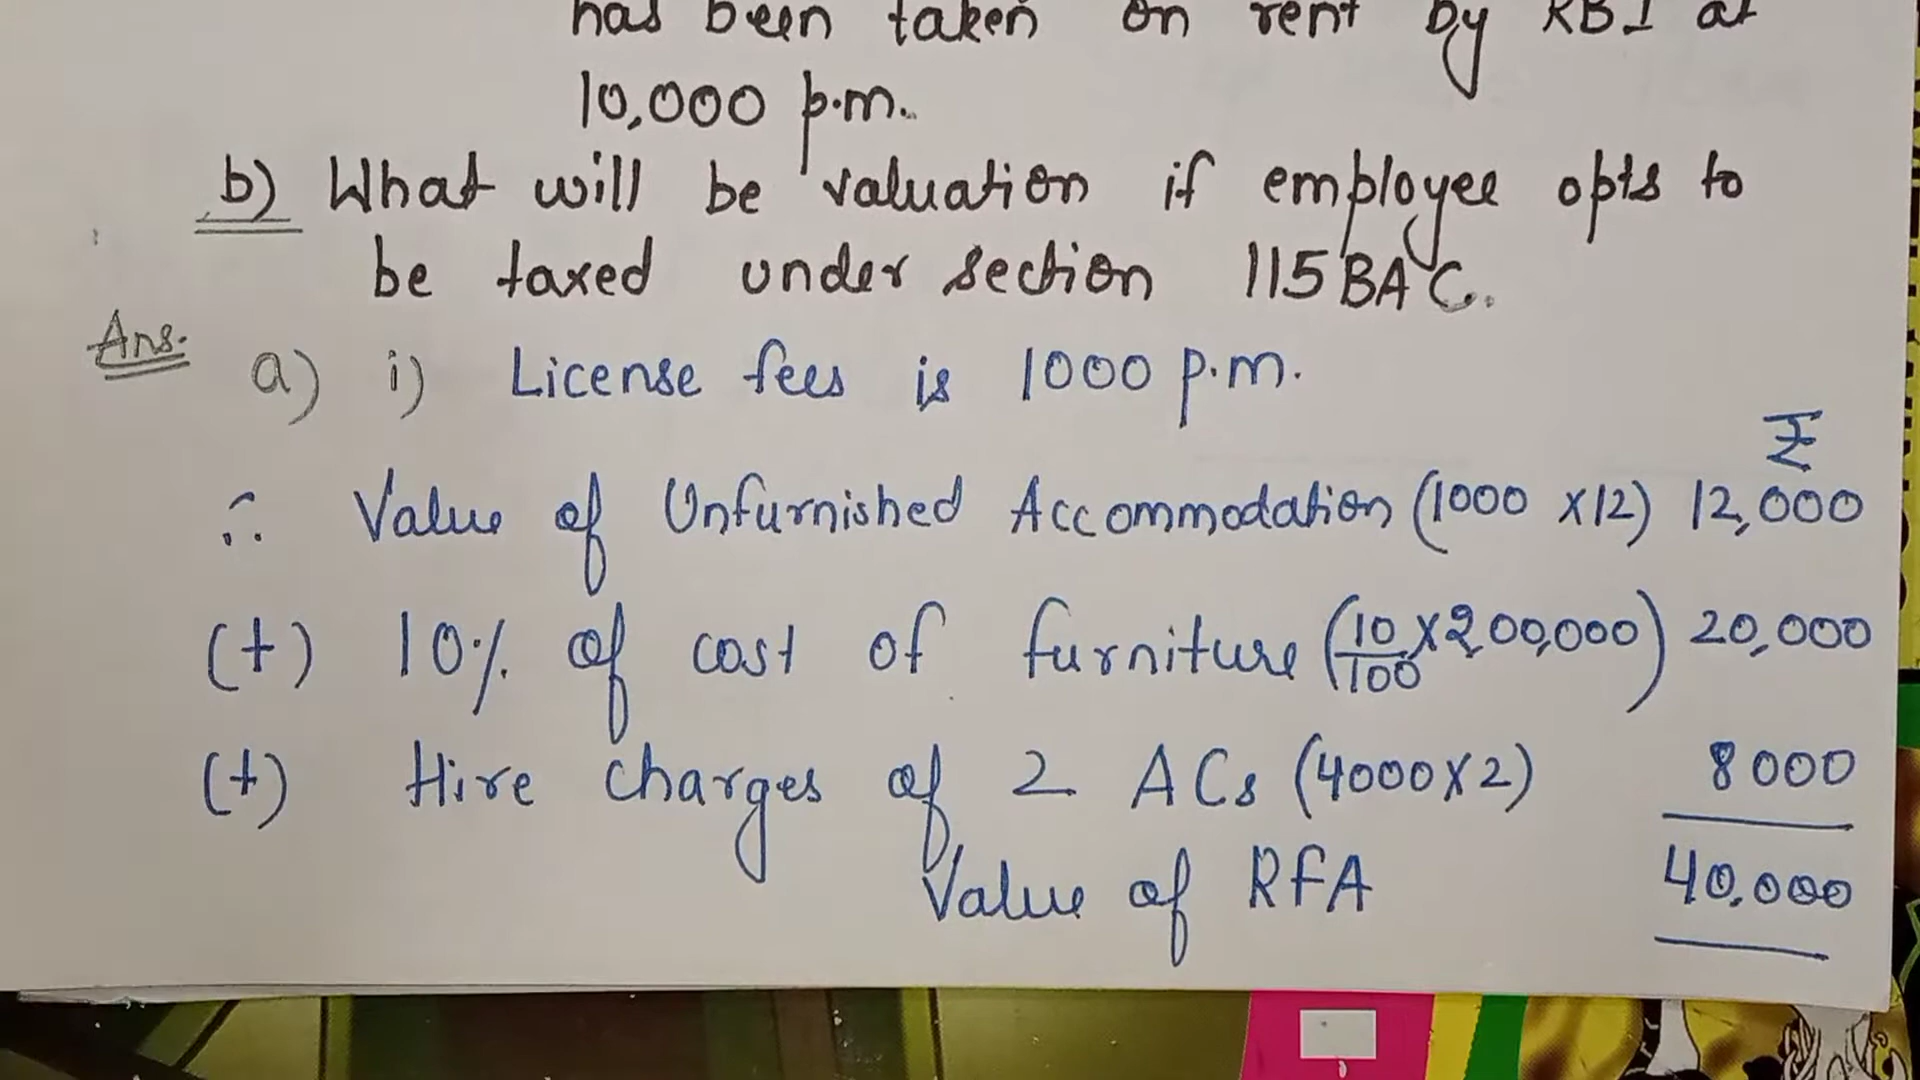 has been taken on rent by RBI at
10,000 p.m.
b) What will be valuation if employee opts to
be taxed under section 115BAC.
Ans. a) i) License fees is 1000 p.m.
₹
∴ Value of Unfurnished Accommodation (1000 x12) 12,000
(+) 10% of cost of furniture (10/100 x 2,00,000) 20,000
(+) Hire charges of 2 ACs (4000x2) 8000
Value of RFA 40,000